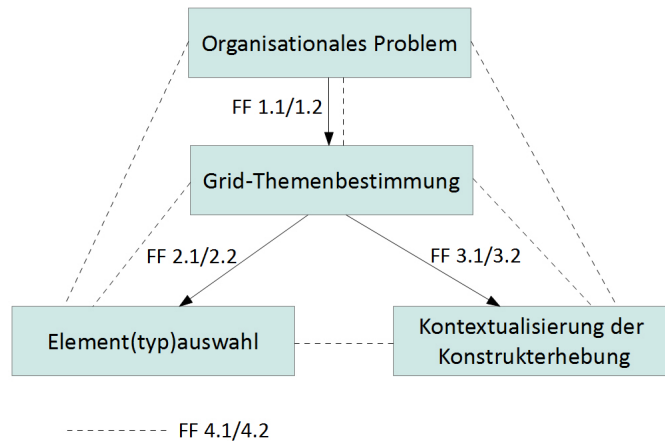 Organisationales Problem
FF 1.1/1.2
Grid-Themenbestimmung
FF 2.1/2.2
FF 3.1/3.2
Element(typ)auswahl
Kontextualisierung der
Konstrukterhebung
FF 4.1/4.2